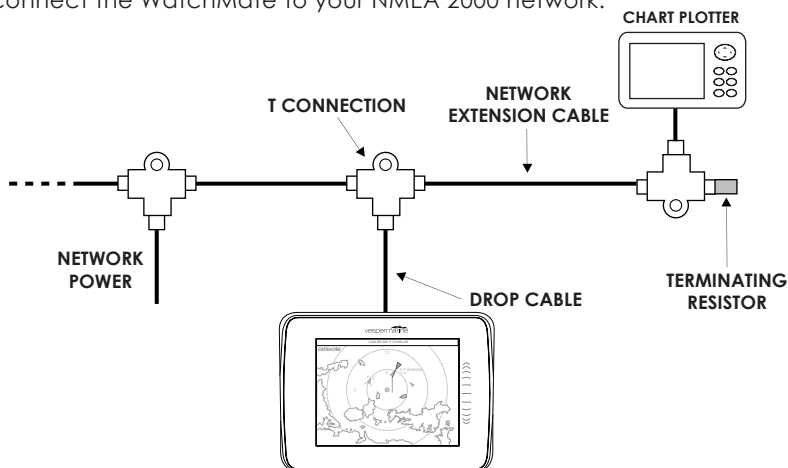 connect the WatchMate to your NMEA 2000 network.
CHART PLOTTER
T CONNECTION
NETWORK
EXTENSION CABLE
NETWORK
POWER
DROP CABLE
TERMINATING
RESISTOR
vespermarine
OFFSHORE